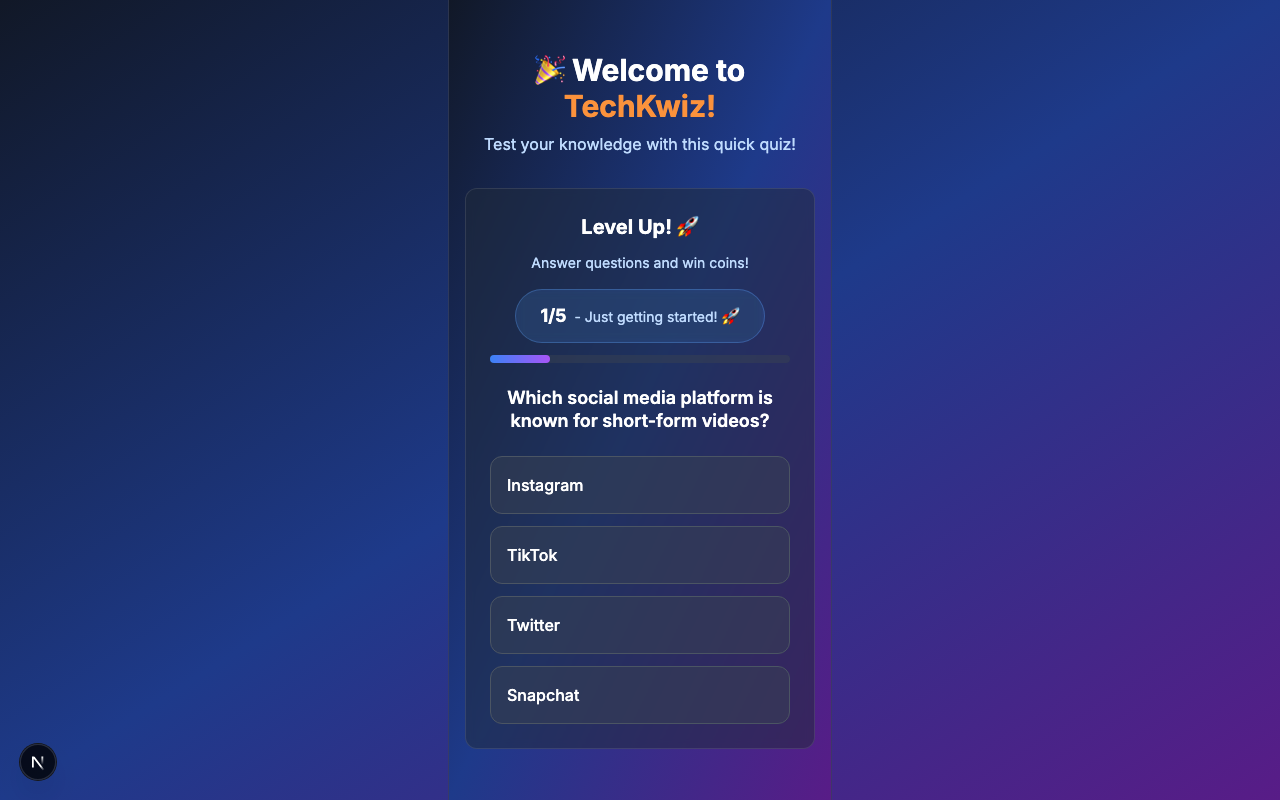 🎉 Welcome to
TechKwiz!
Test your knowledge with this quick quiz!
Level Up! 🚀
Answer questions and win coins!
1/5 - Just getting started! 🚀
Which social media platform is
known for short-form videos?
Instagram
TikTok
Twitter
Snapchat
N